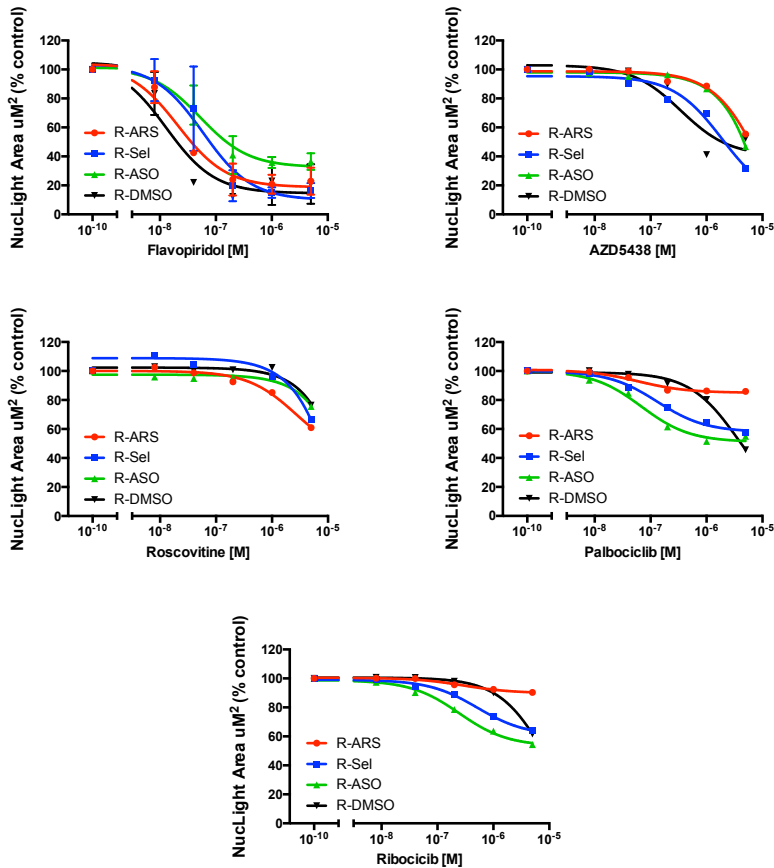 NucLight Area uM² (% control)
120
100
80
60
40
20
0
R-ARS
R-Sel
R-ASO
R-DMSO
10⁻¹⁰ 10⁻⁸ 10⁻⁷ 10⁻⁶ 10⁻⁵
Flavopiridol [M]
NucLight Area uM² (% control)
120
100
80
60
40
20
0
R-ARS
R-Sel
R-ASO
R-DMSO
10⁻¹⁰ 10⁻⁸ 10⁻⁷ 10⁻⁶ 10⁻⁵
AZD5438 [M]
NucLight Area uM² (% control)
120
100
80
60
40
20
0
R-ARS
R-Sel
R-ASO
R-DMSO
10⁻¹⁰ 10⁻⁸ 10⁻⁷ 10⁻⁶ 10⁻⁵
Roscovitine [M]
NucLight Area uM² (% control)
120
100
80
60
40
20
0
R-ARS
R-Sel
R-ASO
R-DMSO
10⁻¹⁰ 10⁻⁸ 10⁻⁷ 10⁻⁶ 10⁻⁵
Palbociclib [M]
NucLight Area uM² (% control)
120
100
80
60
40
20
0
R-ARS
R-Sel
R-ASO
R-DMSO
10⁻¹⁰ 10⁻⁸ 10⁻⁷ 10⁻⁶ 10⁻⁵
Ribocicib [M]